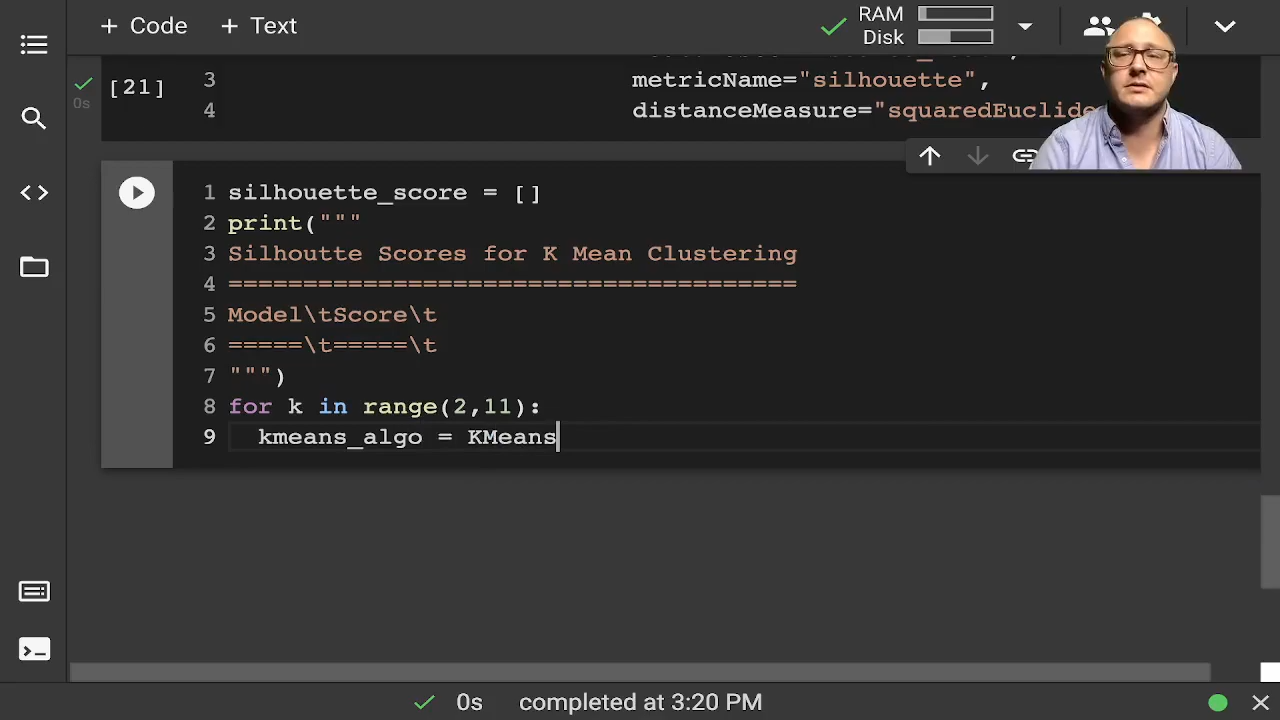 + Code + Text
RAM
Disk
[21]
0s
3 metricName="silhouette",
4 distanceMeasure="squaredEuclide
1 silhouette_score = []
2 print("""
3 Silhoutte Scores for K Mean Clustering
4 ======================================
5 Model\tScore\t
6 =====\t=====\t
7 """)
8 for k in range(2,11):
9 kmeans_algo = KMeans
0s completed at 3:20 PM